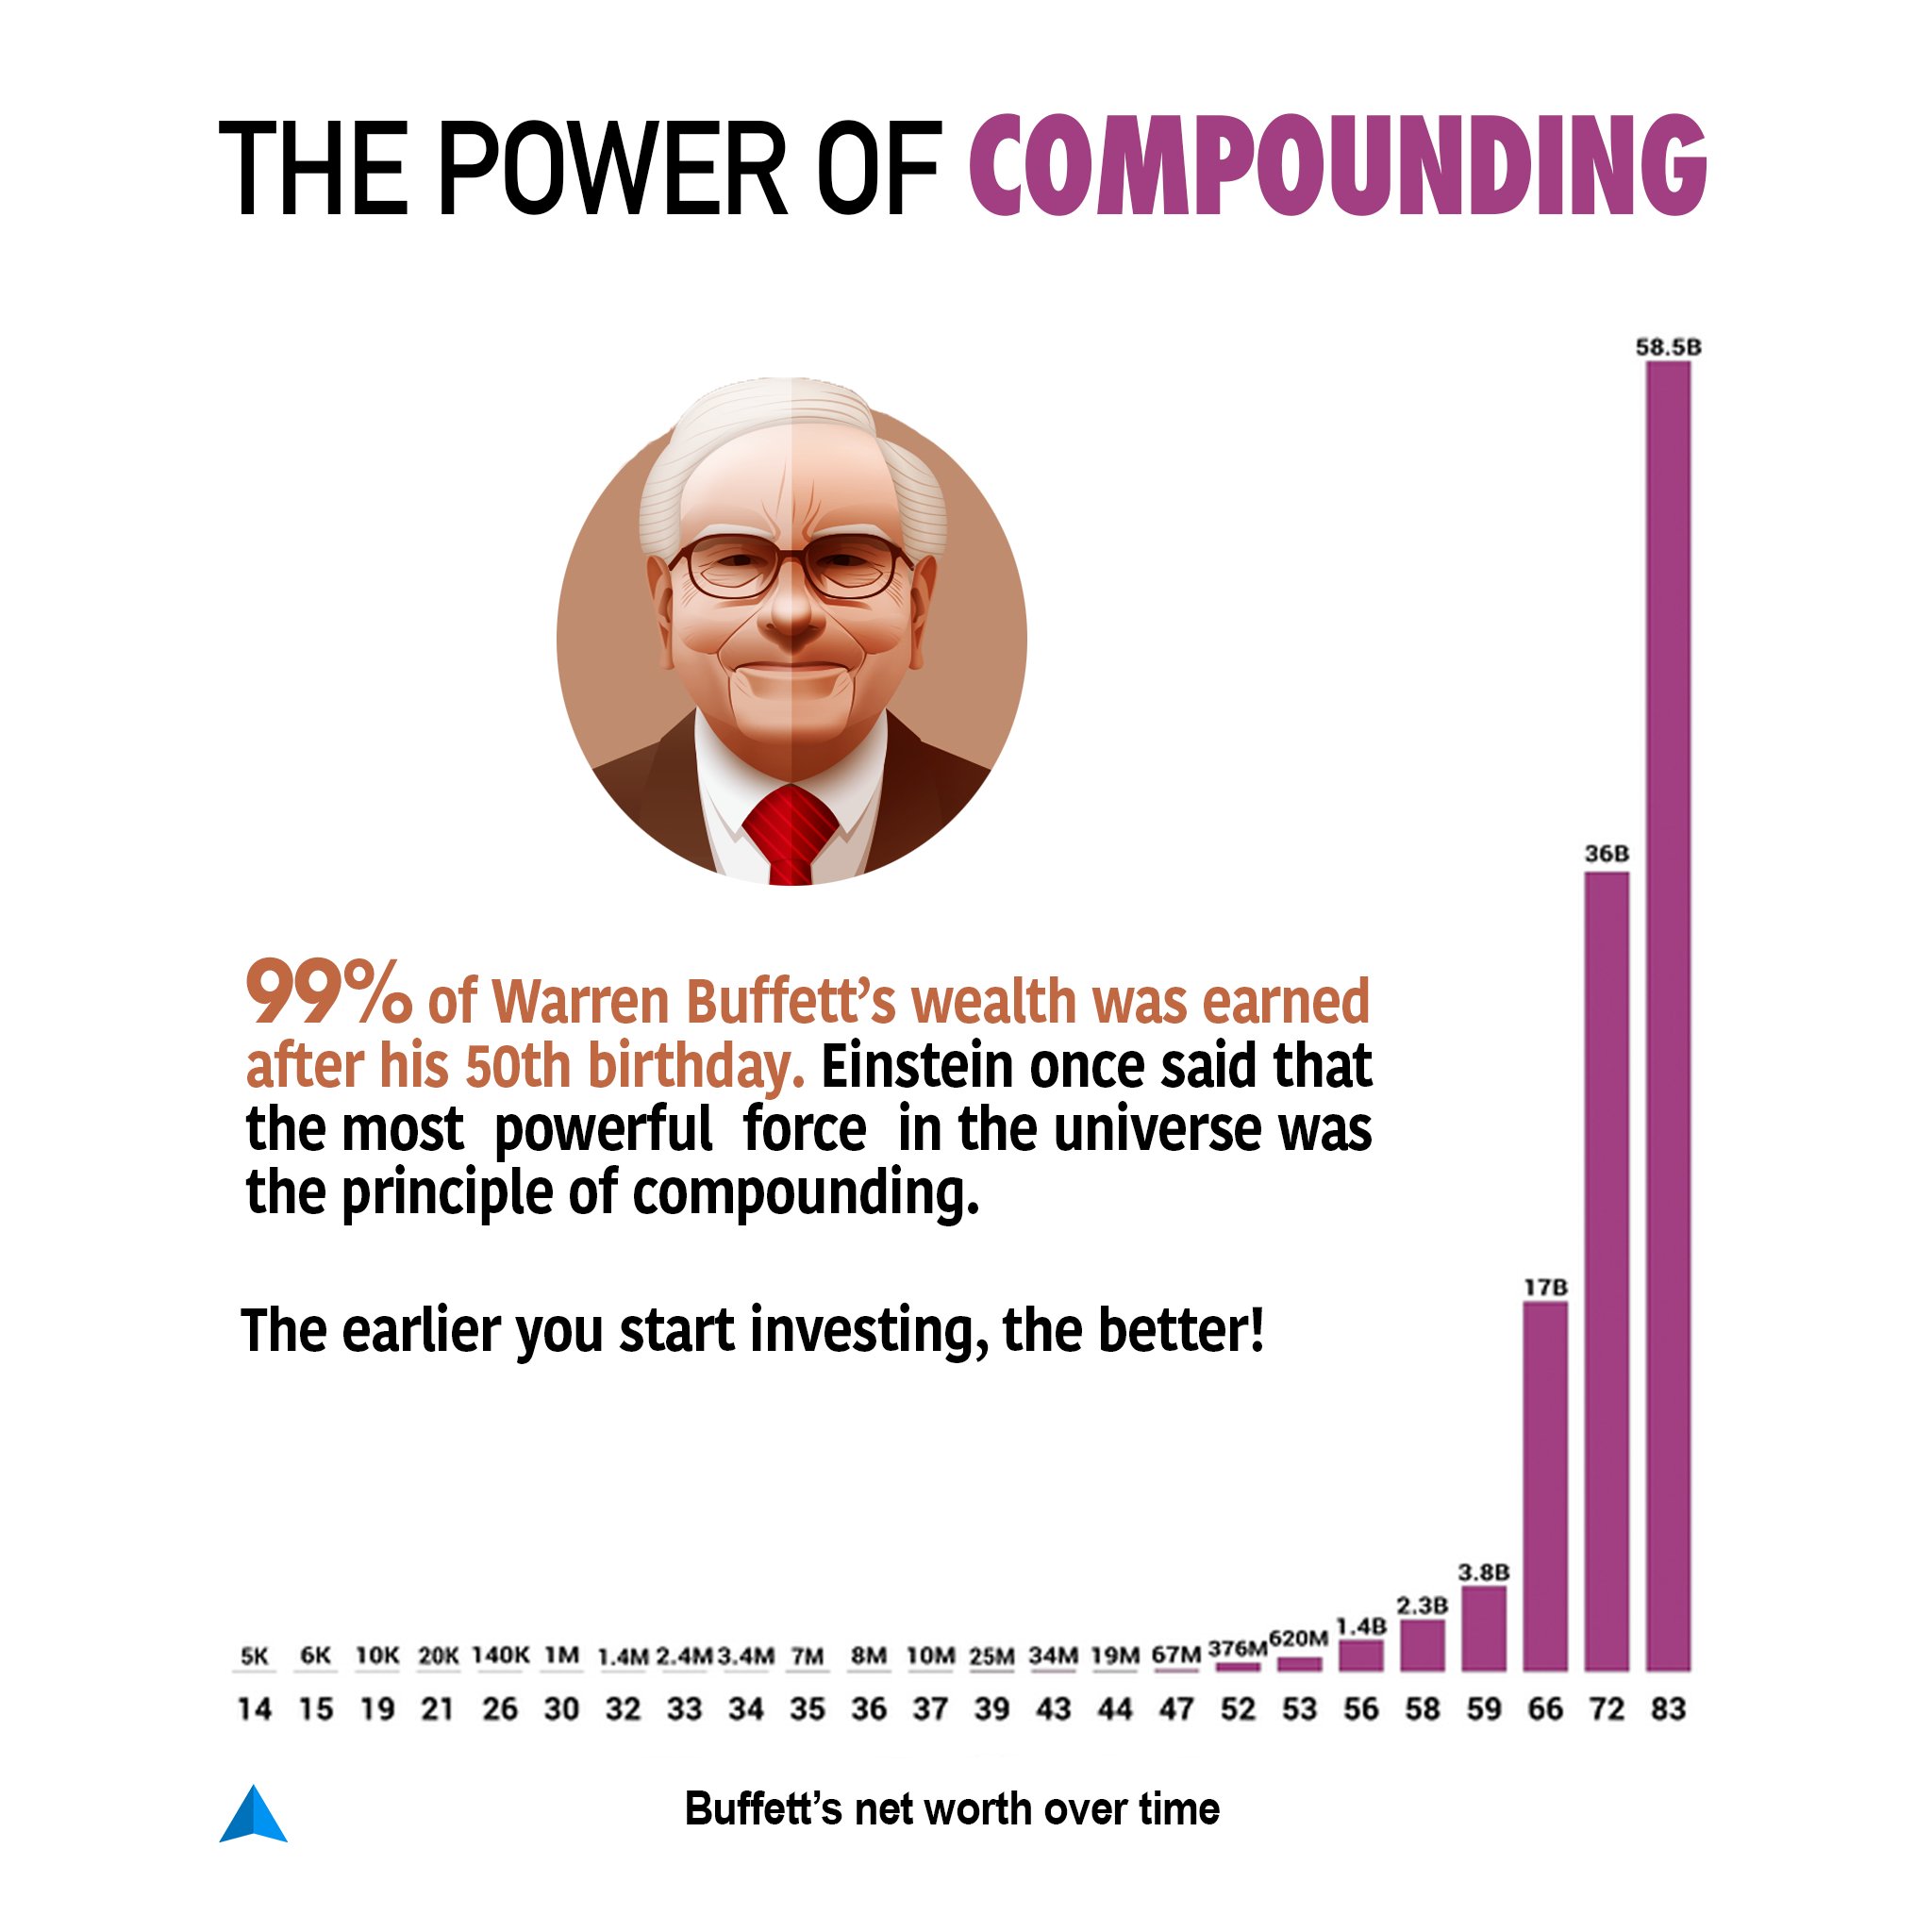 THE POWER OF COMPOUNDING
58.5B
36B
99% of Warren Buffett’s wealth was earned
after his 50th birthday. Einstein once said that
the most powerful force in the universe was
the principle of compounding.
17B
The earlier you start investing, the better!
5K 6K 10K 20K 140K 1M 1.4M 2.4M 3.4M 7M 8M 10M 25M 34M 19M 67M 376M 620M 1.4B 2.3B 3.8B
14 15 19 21 26 30 32 33 34 35 36 37 39 43 44 47 52 53 56 58 59 66 72 83
Buffett’s net worth over time